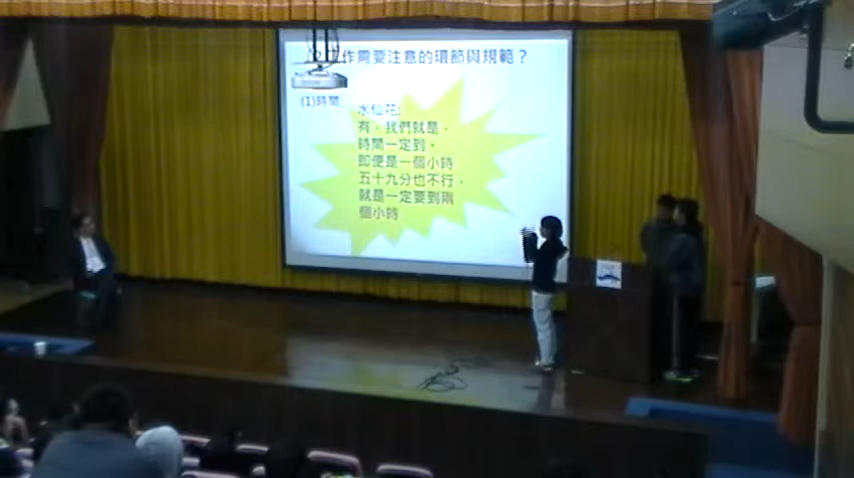 作需要注意的環節與規範？
(1)時間:
水仙花:
有，我們就是，
時間一定到。
即便是一個小時
五十九分也不行，
就是一定要到兩
個小時